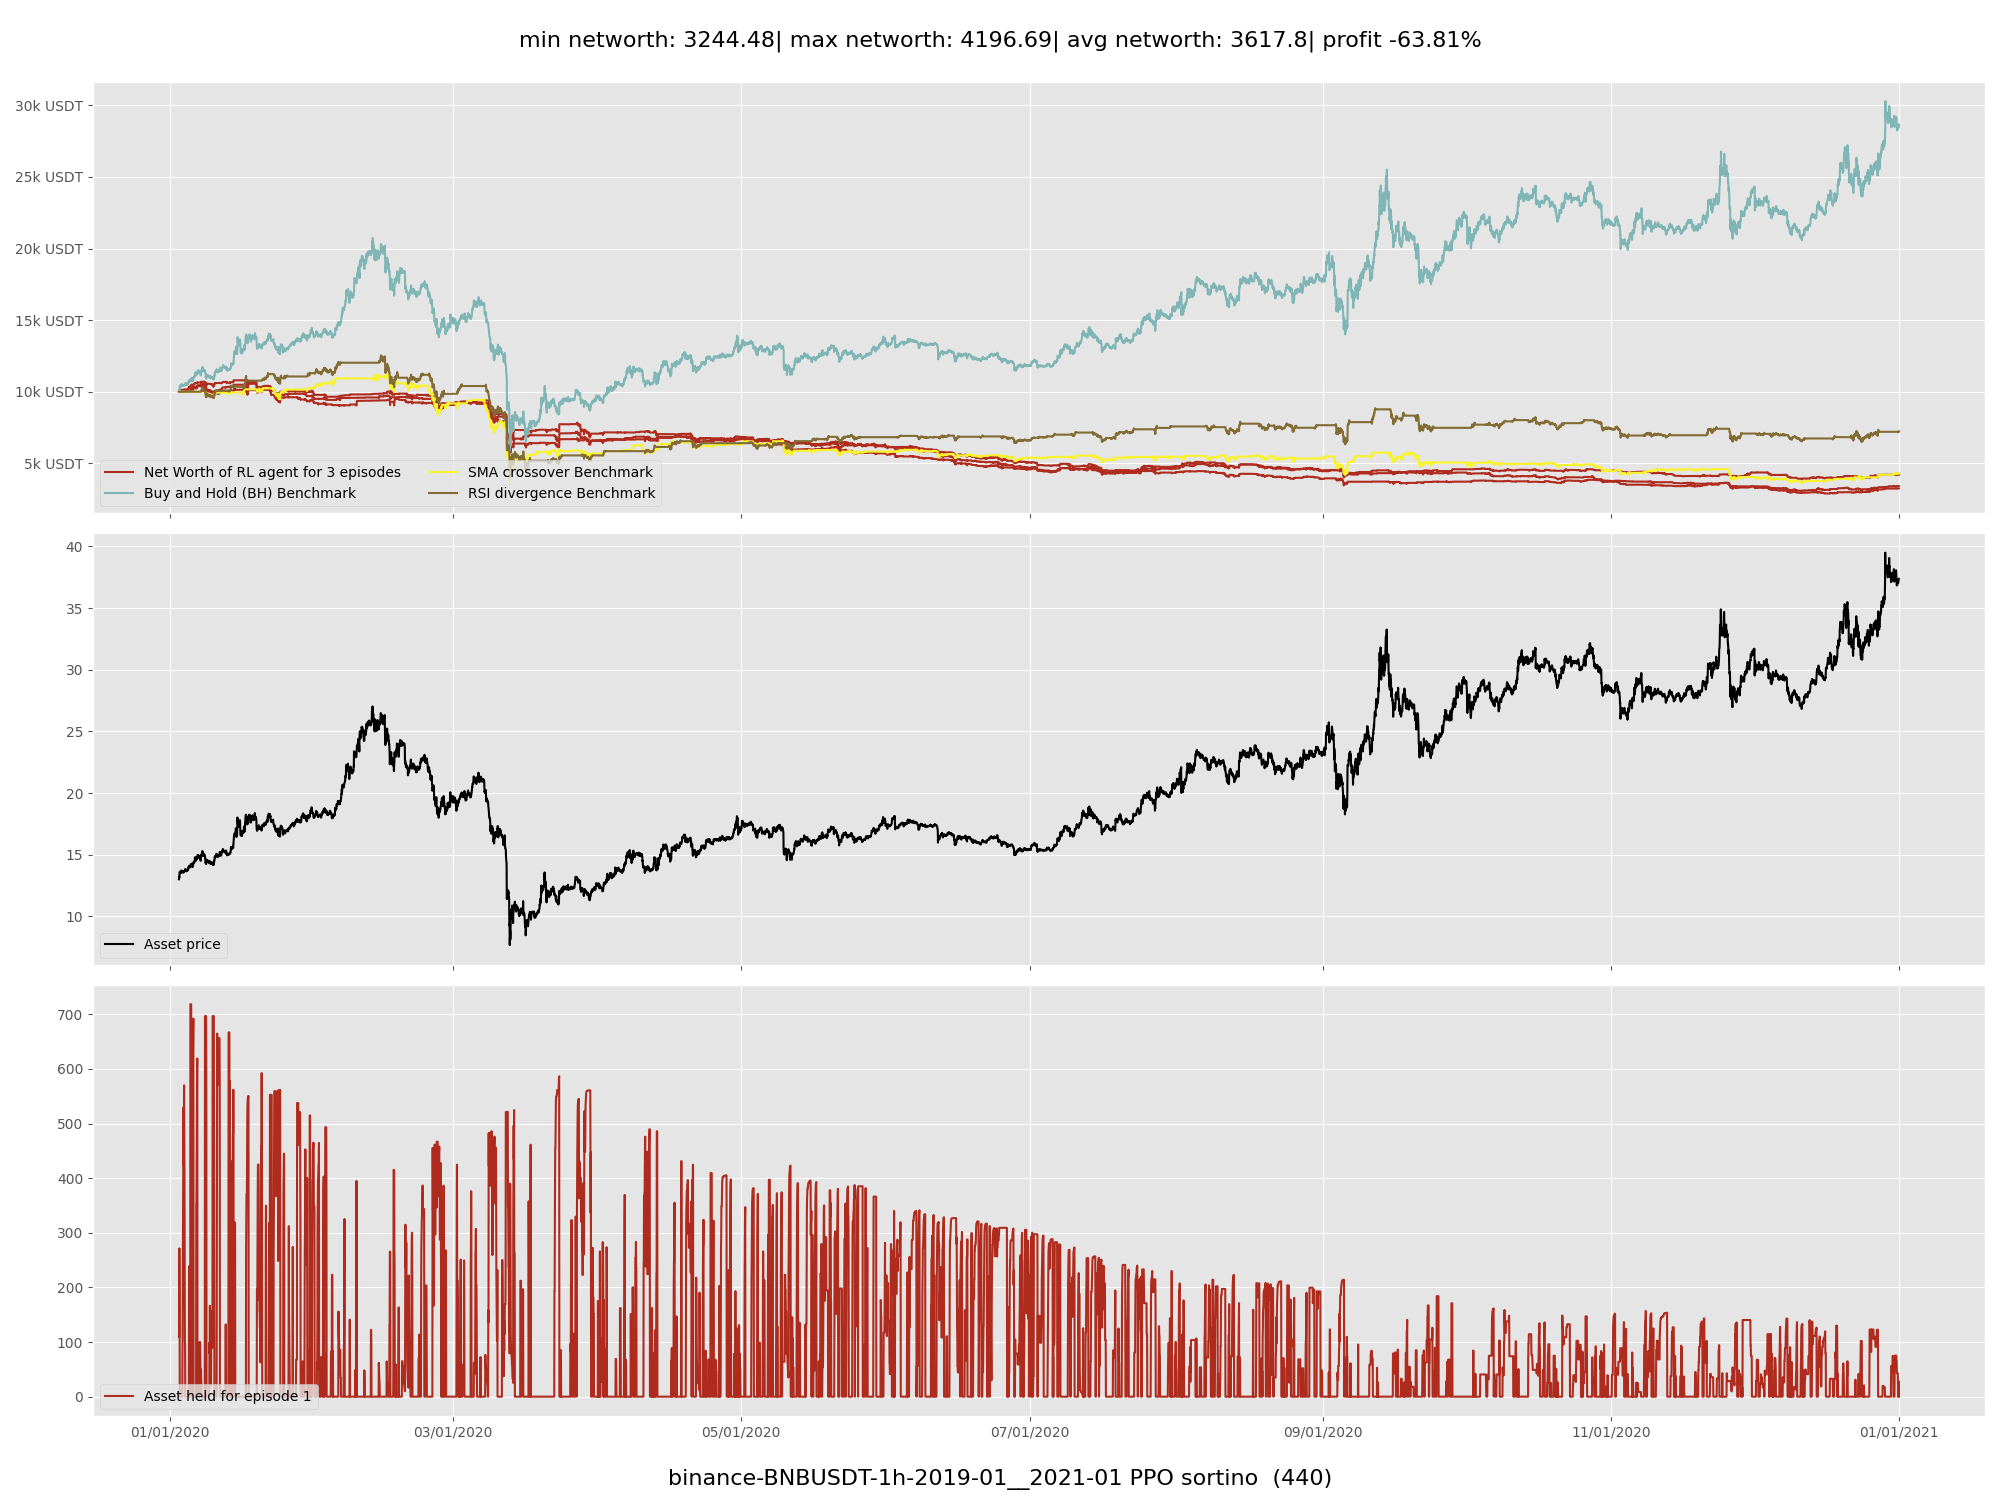 min networth: 3244.48| max networth: 4196.69| avg networth: 3617.8| profit -63.81%
30k USDT
25k USDT
20k USDT
15k USDT
10k USDT
5k USDT
Net Worth of RL agent for 3 episodes
Buy and Hold (BH) Benchmark
SMA crossover Benchmark
RSI divergence Benchmark
40
35
30
25
20
15
10
Asset price
700
600
500
400
300
200
100
0
Asset held for episode 1
01/01/2020 03/01/2020 05/01/2020 07/01/2020 09/01/2020 11/01/2020 01/01/2021
binance-BNBUSDT-1h-2019-01__2021-01 PPO sortino (440)